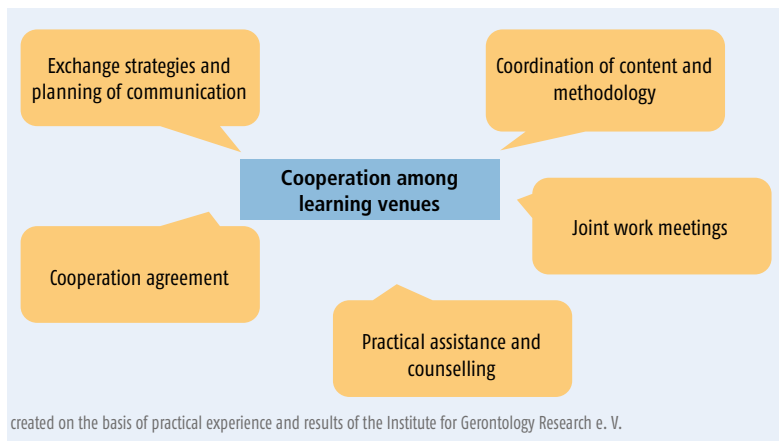 Exchange strategies and
planning of communication
Coordination of content and
methodology
Cooperation among
learning venues
Joint work meetings
Cooperation agreement
Practical assistance and
counselling
created on the basis of practical experience and results of the Institute for Gerontology Research e. V.